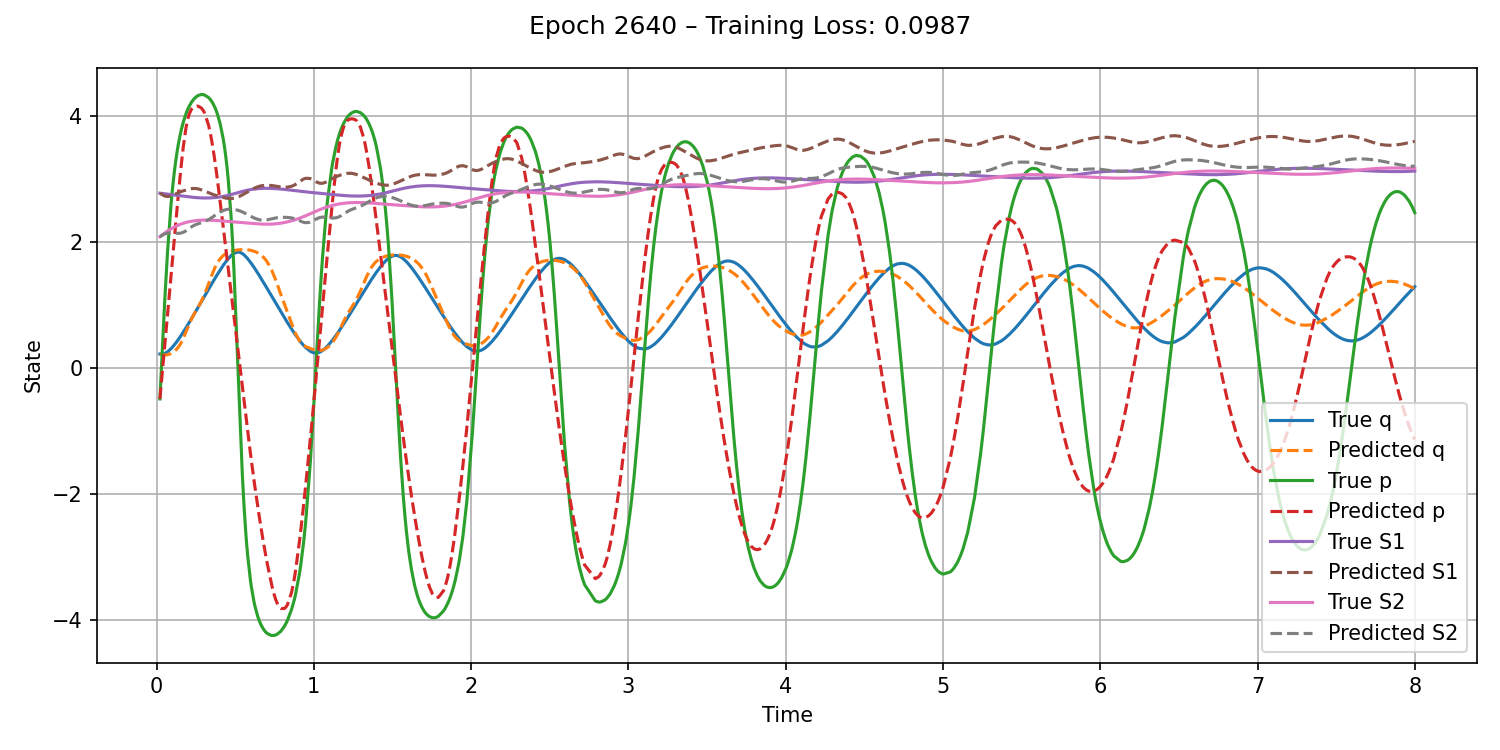 Epoch 2640 – Training Loss: 0.0987
State
4
2
0
−2
−4
0 1 2 3 4 5 6 7 8
Time
True q
Predicted q
True p
Predicted p
True S1
Predicted S1
True S2
Predicted S2